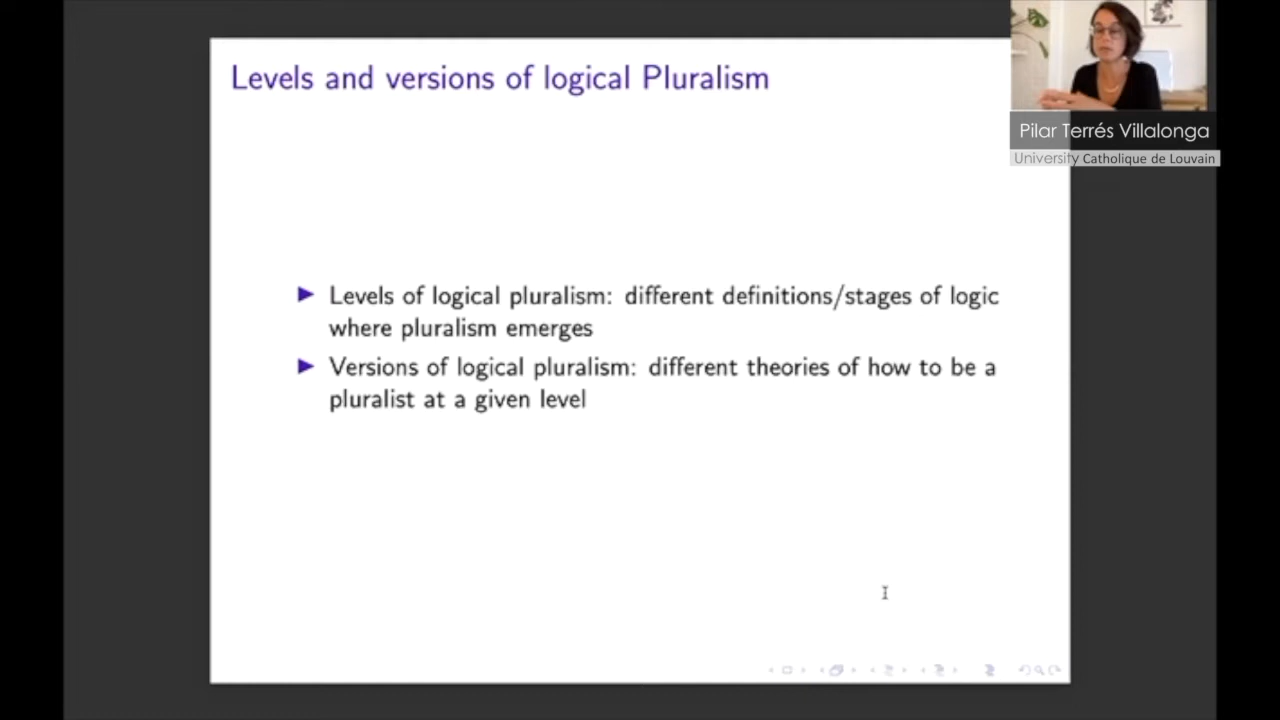 Levels and versions of logical Pluralism
Pilar Terrés Villalonga
University Catholique de Louvain
Levels of logical pluralism: different definitions/stages of logic
where pluralism emerges
Versions of logical pluralism: different theories of how to be a
pluralist at a given level